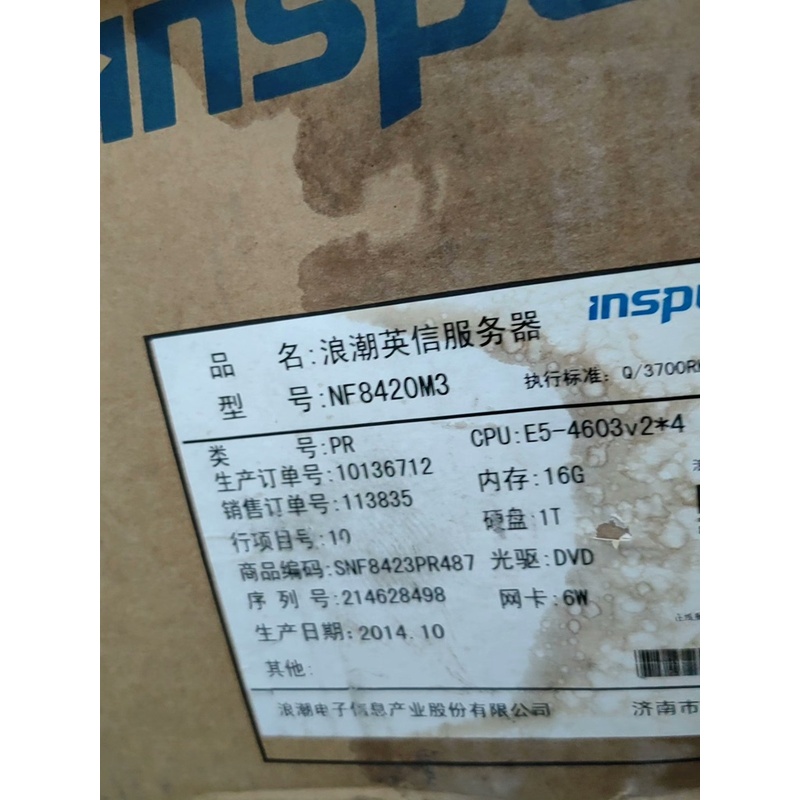 inspu
inspu
品 名:浪潮英信服务器
型 号:NF8420M3
执行标准: Q/3700R
类 号:PR
CPU:E5-4603v2*4
生产订单号:10136712
内存:16G
销售订单号:113835
硬盘:1T
行项目号:10
商品编码:SNF8423PR487
光驱:DVD
序 列 号:214628498
网卡:6W
生产日期:2014.10
其他:
浪潮电子信息产业股份有限公司
济南市